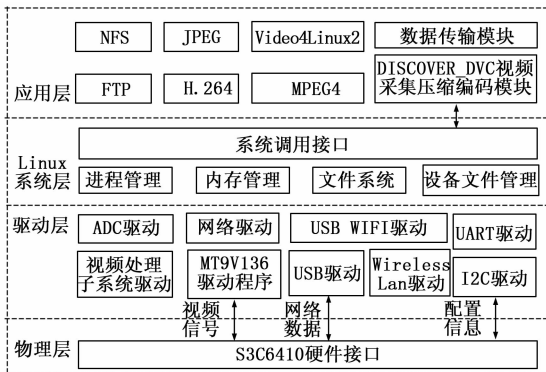 NFS
JPEG
Video4Linux2
数据传输模块
应用层
FTP
H.264
MPEG4
DISCOVER_DVC视频
采集压缩编码模块
系统调用接口
Linux
系统层
进程管理
内存管理
文件系统
设备文件管理
驱动层
ADC驱动
网络驱动
USB WIFI驱动
UART驱动
视频处理
子系统驱动
MT9V136
驱动程序
USB驱动
Wireless
Lan驱动
I2C驱动
视频
信号
网络
数据
配置
信息
物理层
S3C6410硬件接口